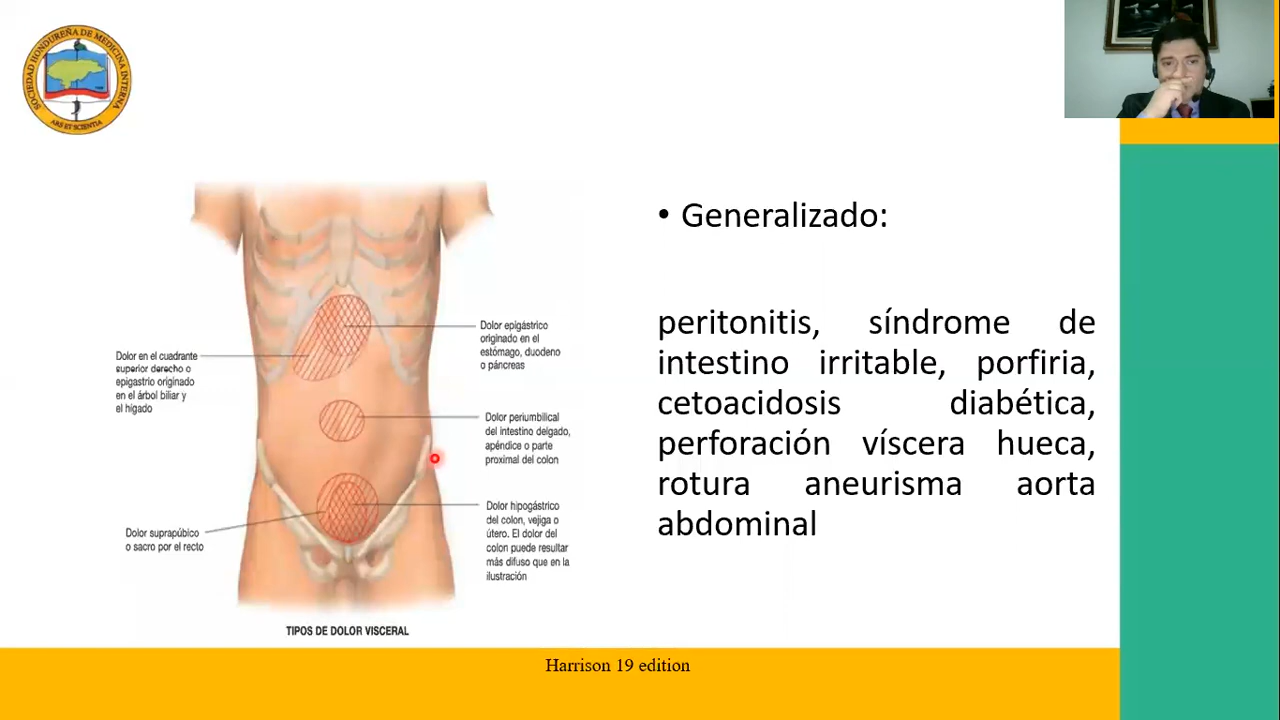 SOCIEDAD HONDUREÑA DE MEDICINA INTERNA
ARS ET SCIENTIA
• Generalizado:
peritonitis, síndrome de
intestino irritable, porfiria,
cetoacidosis diabética,
perforación víscera hueca,
rotura aneurisma aorta
abdominal
Dolor epigástrico
originado en el
estómago, duodeno
o páncreas
Dolor en el cuadrante
superior derecho o
epigastrio originado
en el árbol biliar y
el hígado
Dolor periumbilical
del intestino delgado,
apéndice o parte
proximal del colon
Dolor hipogástrico
del colon, vejiga o
útero. El dolor del
colon puede resultar
más difuso que en la
ilustración
Dolor suprapúbico
o sacro por el recto
TIPOS DE DOLOR VISCERAL
Harrison 19 edition